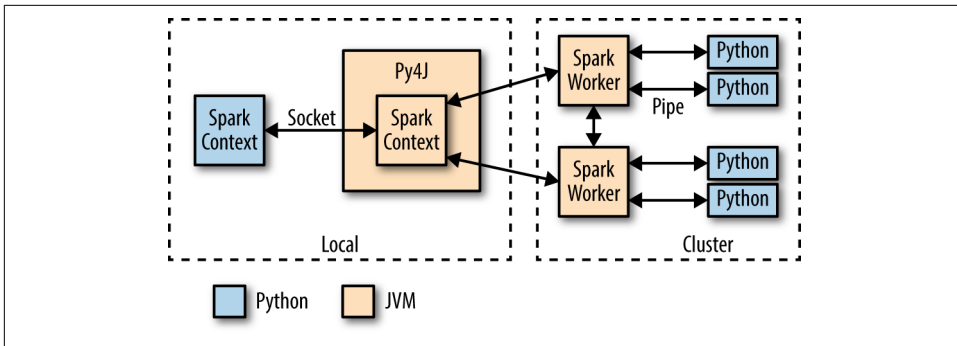 Py4J
Spark
Context
Socket
Spark
Context
Local
Spark
Worker
Python
Python
Pipe
Spark
Worker
Python
Python
Cluster
Python
JVM